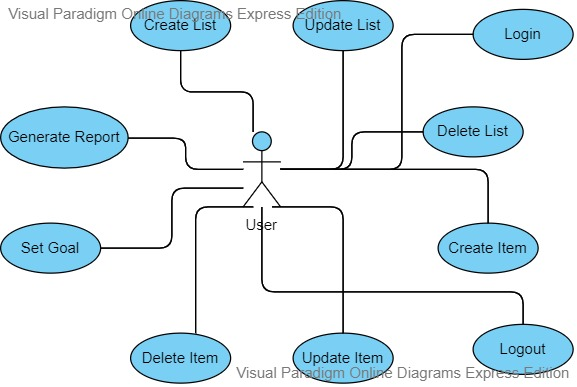 Visual Paradigm Online Diagrams Express Edition
Create List
Update List
Login
Generate Report
Delete List
User
Set Goal
Create Item
Delete Item
Update Item
Logout
Visual Paradigm Online Diagrams Express Edition